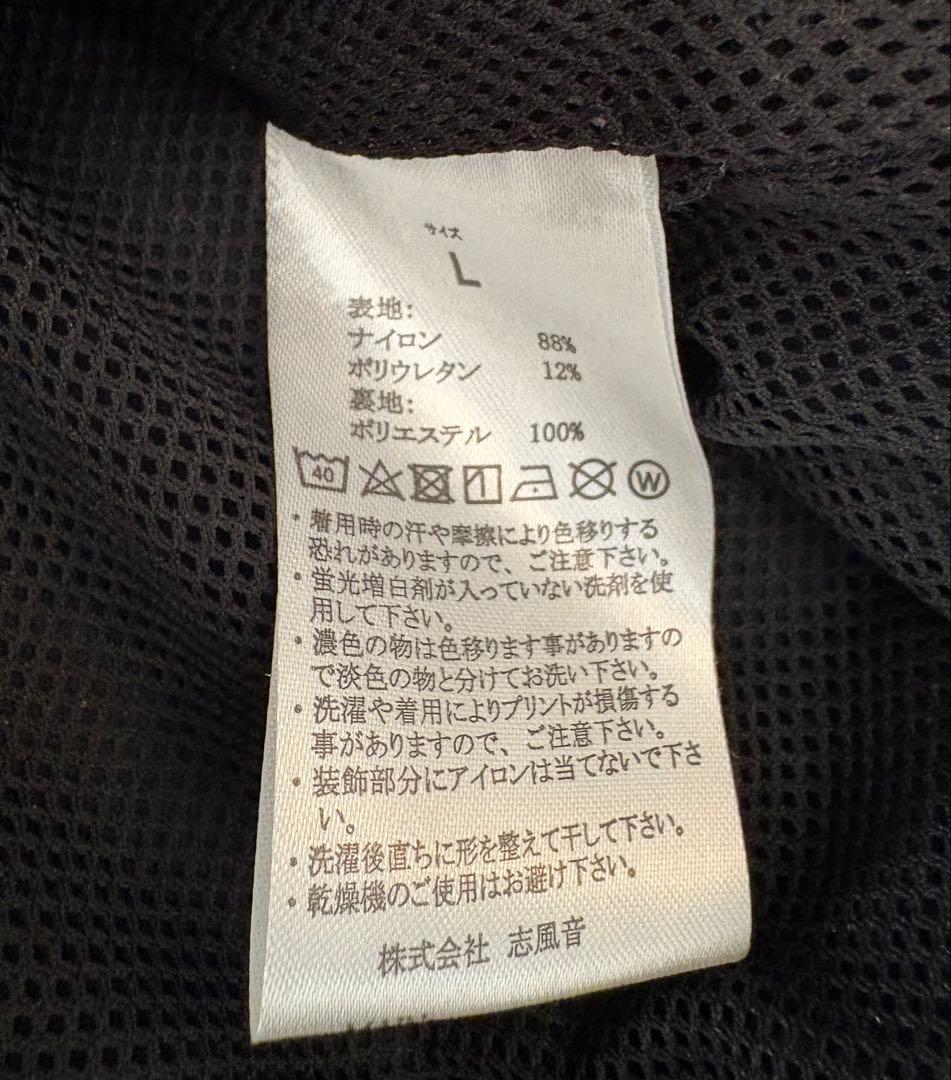 サイズ
L
表地:
ナイロン 88%
ポリウレタン 12%
裏地:
ポリエステル 100%
40 W
・着用時の汗や摩擦により色移りする
恐れがありますので、ご注意下さい。
・蛍光増白剤が入っていない洗剤を使
用して下さい。
・濃色の物は色移ります事がありますの
で淡色の物と分けてお洗い下さい。
・洗濯や着用によりプリントが損傷する
事がありますので、ご注意下さい。
・装飾部分にアイロンは当てないで下さ
い。
・洗濯後直ちに形を整えて干して下さい。
・乾燥機のご使用はお避け下さい。
株式会社 志風音